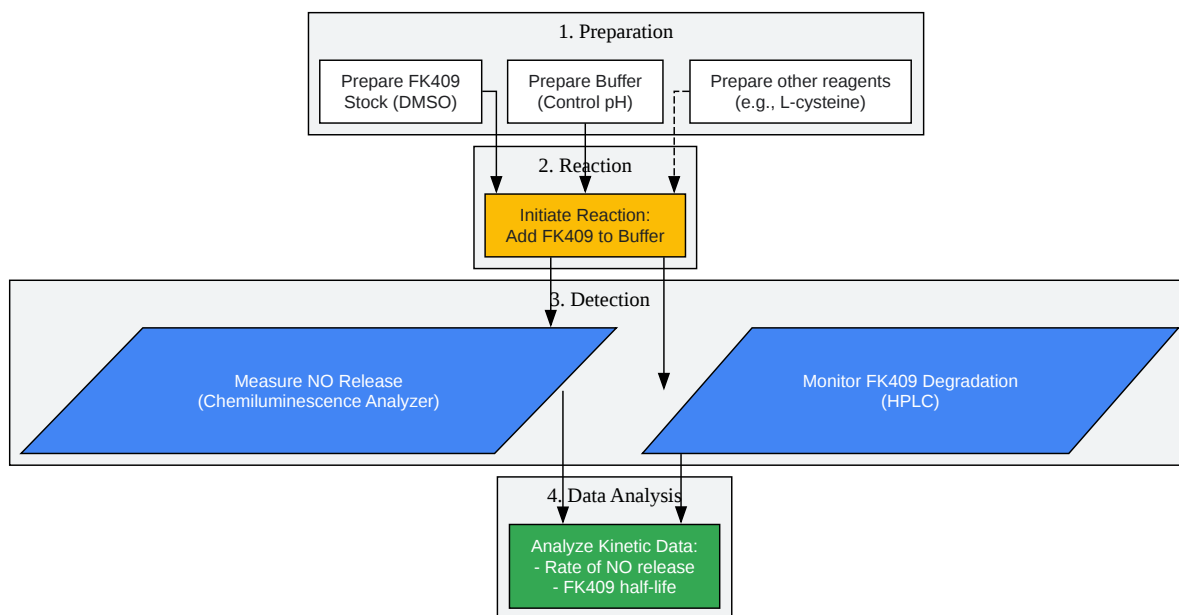 1. Preparation
Prepare FK409
Stock (DMSO)
Prepare Buffer
(Control pH)
Prepare other reagents
(e.g., L-cysteine)
2. Reaction
Initiate Reaction:
Add FK409 to Buffer
3. Detection
Measure NO Release
(Chemiluminescence Analyzer)
Monitor FK409 Degradation
(HPLC)
4. Data Analysis
Analyze Kinetic Data:
- Rate of NO release
- FK409 half-life